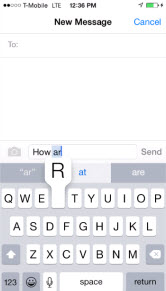 T-Mobile LTE 12:36 PM
New Message Cancel
To:
How ar Send
"ar" at are
R
Q W E T Y U I O P
A S D F G H J K L
Z X C V B N M
123 space return